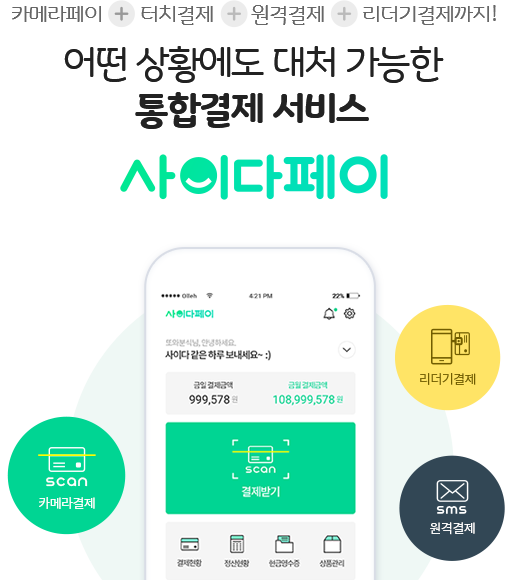 카메라페이 + 터치결제 + 원격결제 + 리더기결제까지!
어떤 상황에도 대처 가능한
통합결제 서비스
사이다페이
●●●●● Olleh 4:21 PM 22%
사이다페이
또와분식님, 안녕하세요.
사이다 같은 하루 보내세요~ :)
금일 결제금액 금월 결제금액
999,578 원 108,999,578 원
scan
결제받기
결제현황 정산현황 현금영수증 상품관리
리더기결제
scan
카메라결제
sms
원격결제